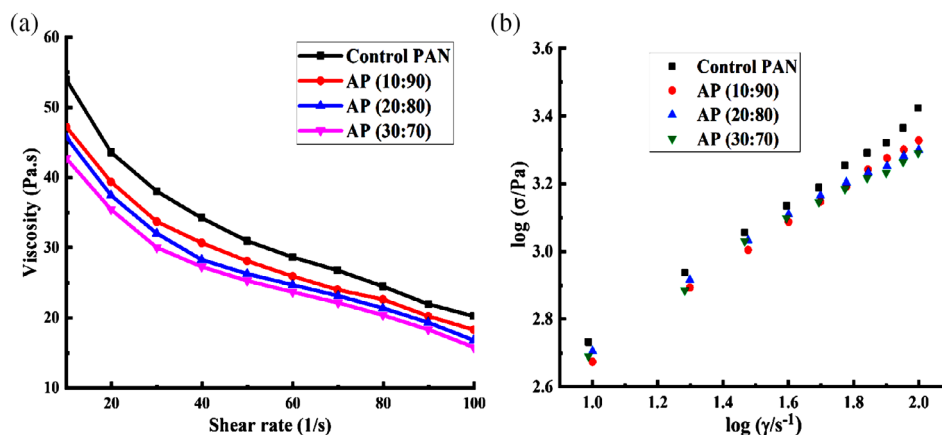 (a)
60
50
40
30
20
10
Viscosity (Pa.s)
Control PAN
AP (10:90)
AP (20:80)
AP (30:70)
20 40 60 80 100
Shear rate (1/s)
(b)
3.6
3.4
3.2
3.0
2.8
2.6
log (σ/Pa)
Control PAN
AP (10:90)
AP (20:80)
AP (30:70)
1.0 1.2 1.4 1.6 1.8 2.0
log (γ/s⁻¹)